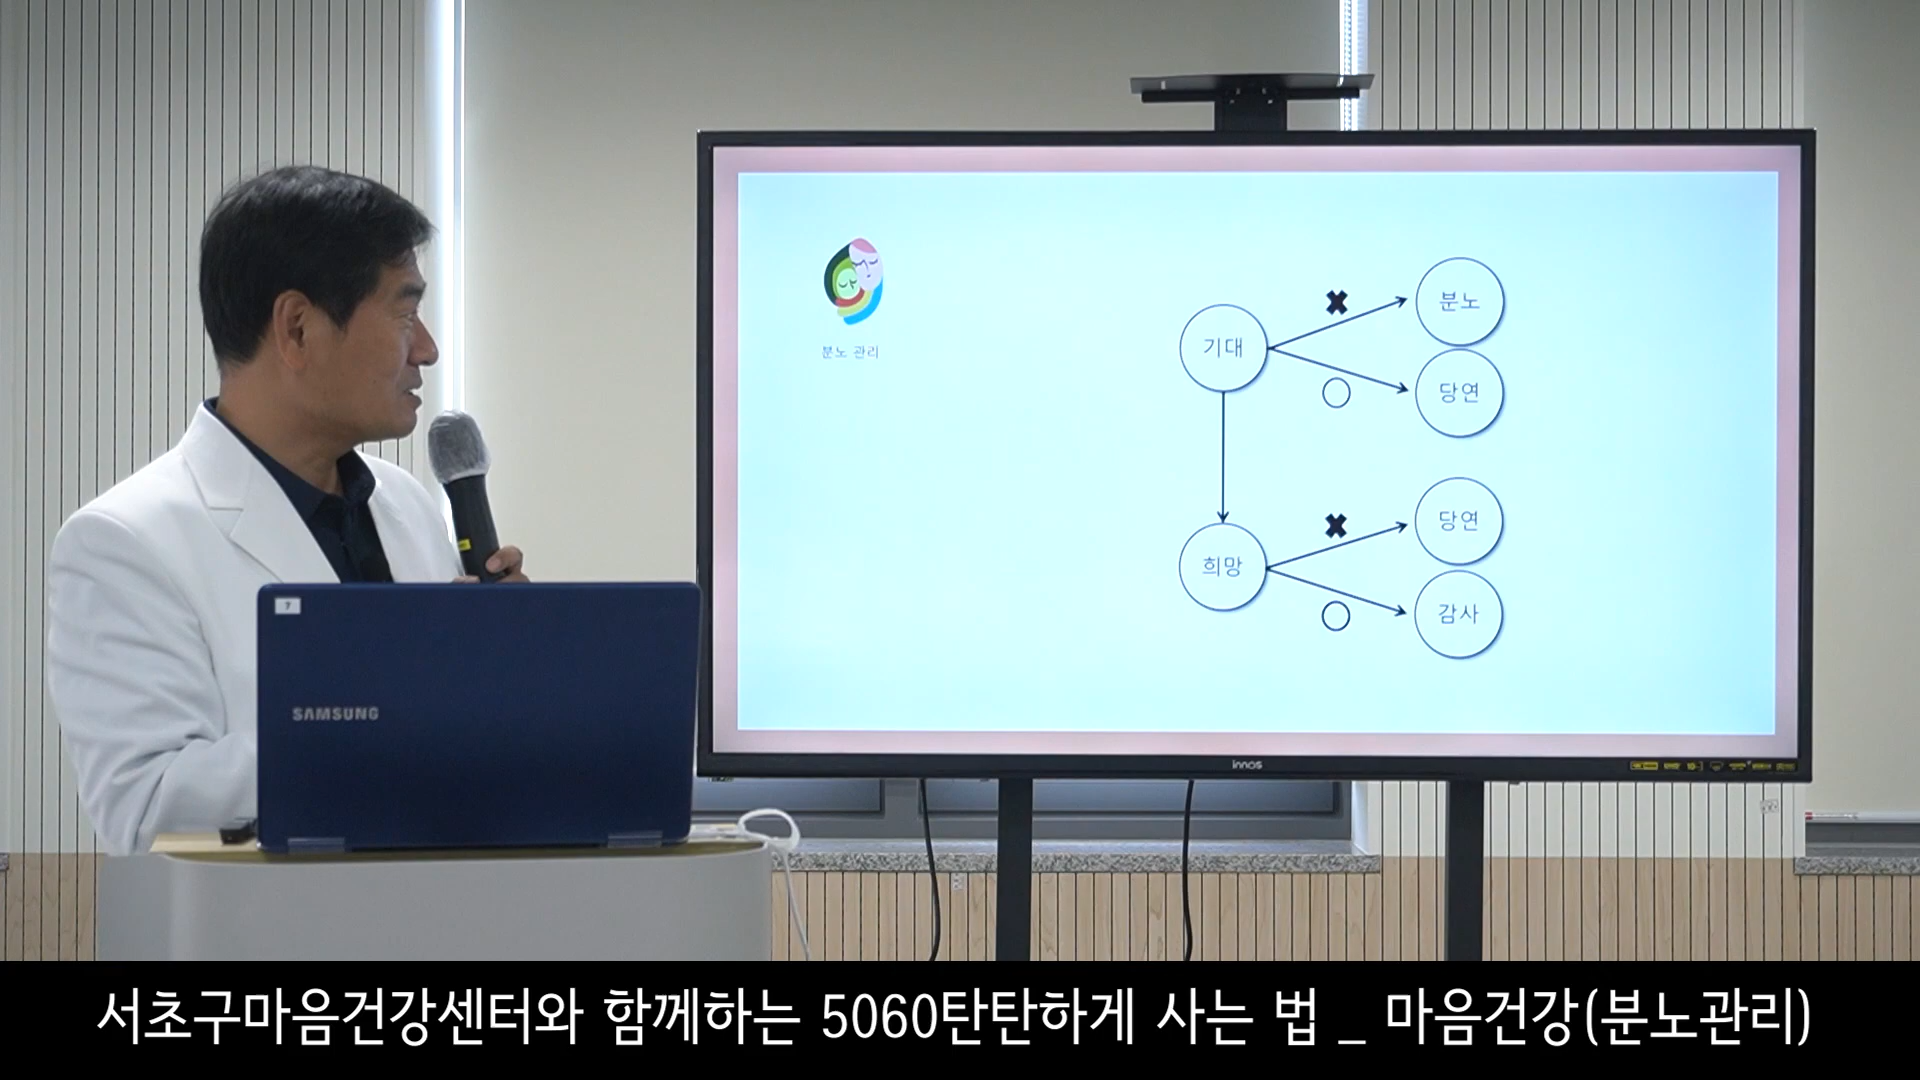 분노 관리
기대
✖
분노
○
당연
희망
✖
당연
○
감사
7
SAMSUNG
innos
서초구마음건강센터와 함께하는 5060탄탄하게 사는 법 _ 마음건강(분노관리)